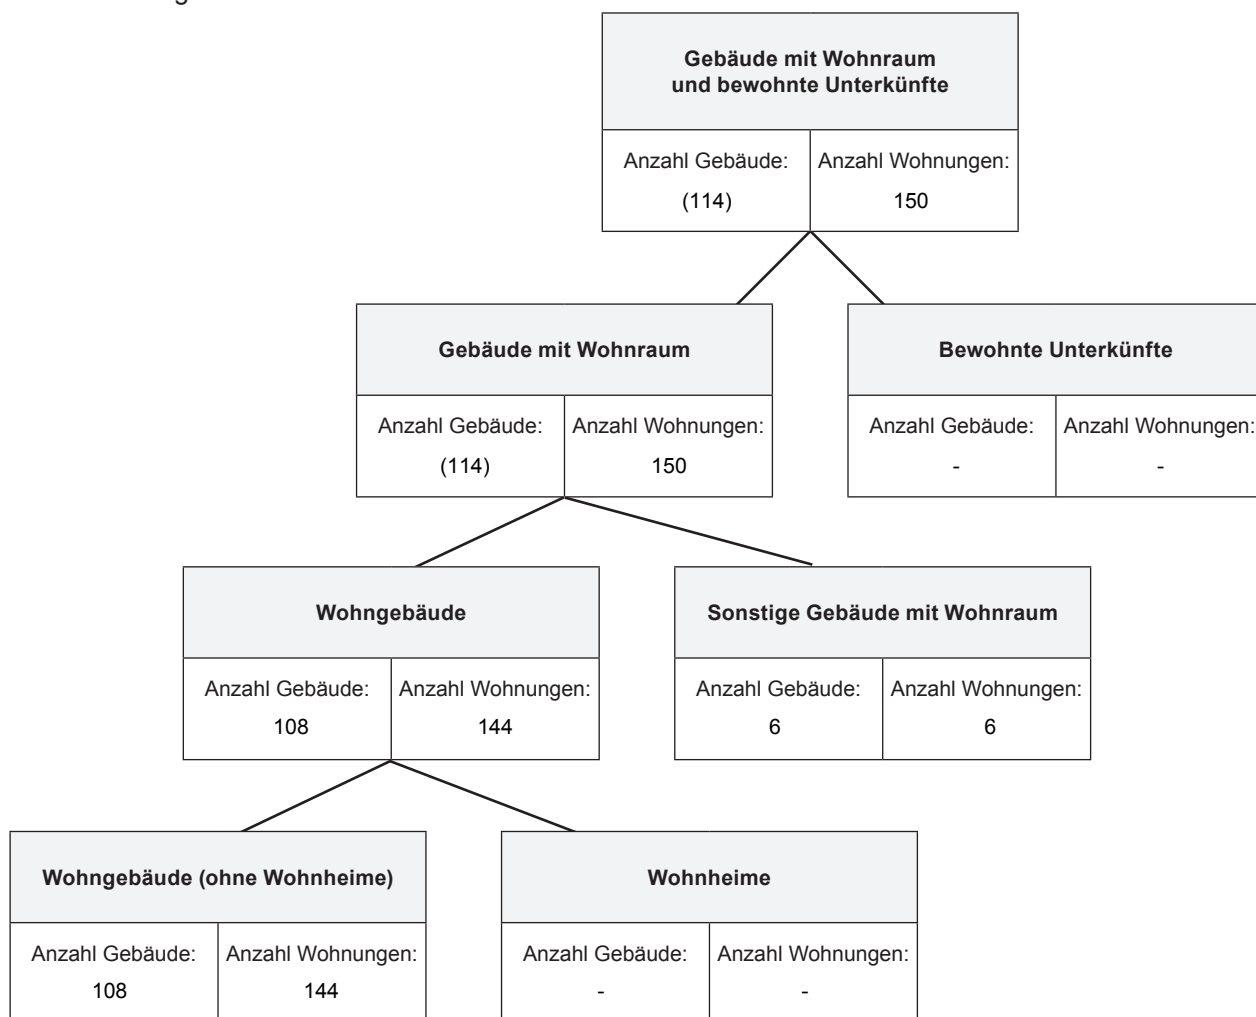 Gebäude mit Wohnraum
und bewohnte Unterkünfte
Anzahl Gebäude: Anzahl Wohnungen:
(114) 150
Gebäude mit Wohnraum Bewohnte Unterkünfte
Anzahl Gebäude: Anzahl Wohnungen: Anzahl Gebäude: Anzahl Wohnungen:
(114) 150 - -
Wohngebäude Sonstige Gebäude mit Wohnraum
Anzahl Gebäude: Anzahl Wohnungen: Anzahl Gebäude: Anzahl Wohnungen:
108 144 6 6
Wohngebäude (ohne Wohnheime) Wohnheime
Anzahl Gebäude: Anzahl Wohnungen: Anzahl Gebäude: Anzahl Wohnungen:
108 144 - -